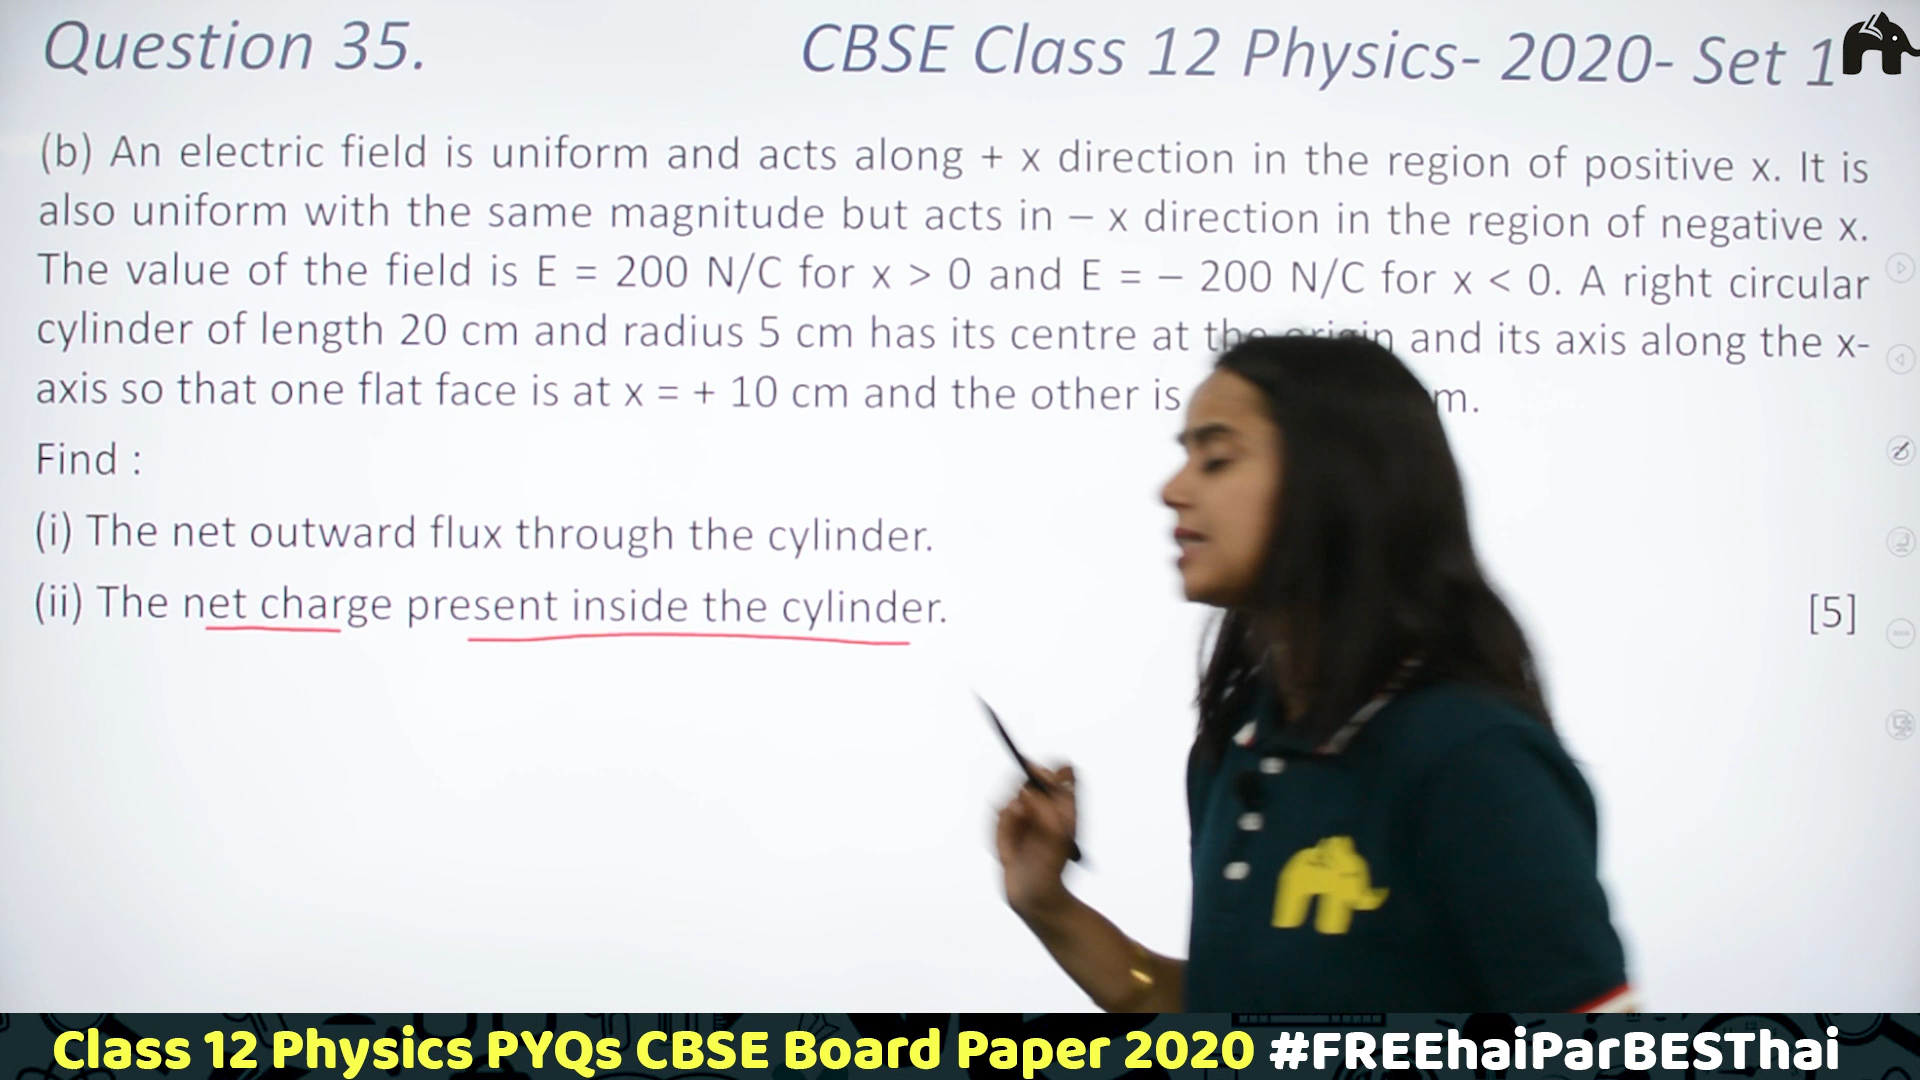 Question 35.
CBSE Class 12 Physics- 2020- Set 1
(b) An electric field is uniform and acts along + x direction in the region of positive x. It is
also uniform with the same magnitude but acts in – x direction in the region of negative x.
The value of the field is E = 200 N/C for x > 0 and E = – 200 N/C for x < 0. A right circular
cylinder of length 20 cm and radius 5 cm has its centre at the origin and its axis along the x-
axis so that one flat face is at x = + 10 cm and the other is m.
Find :
(i) The net outward flux through the cylinder.
(ii) The net charge present inside the cylinder.
[5]
Class 12 Physics PYQs CBSE Board Paper 2020 #FREEhaiParBESThai